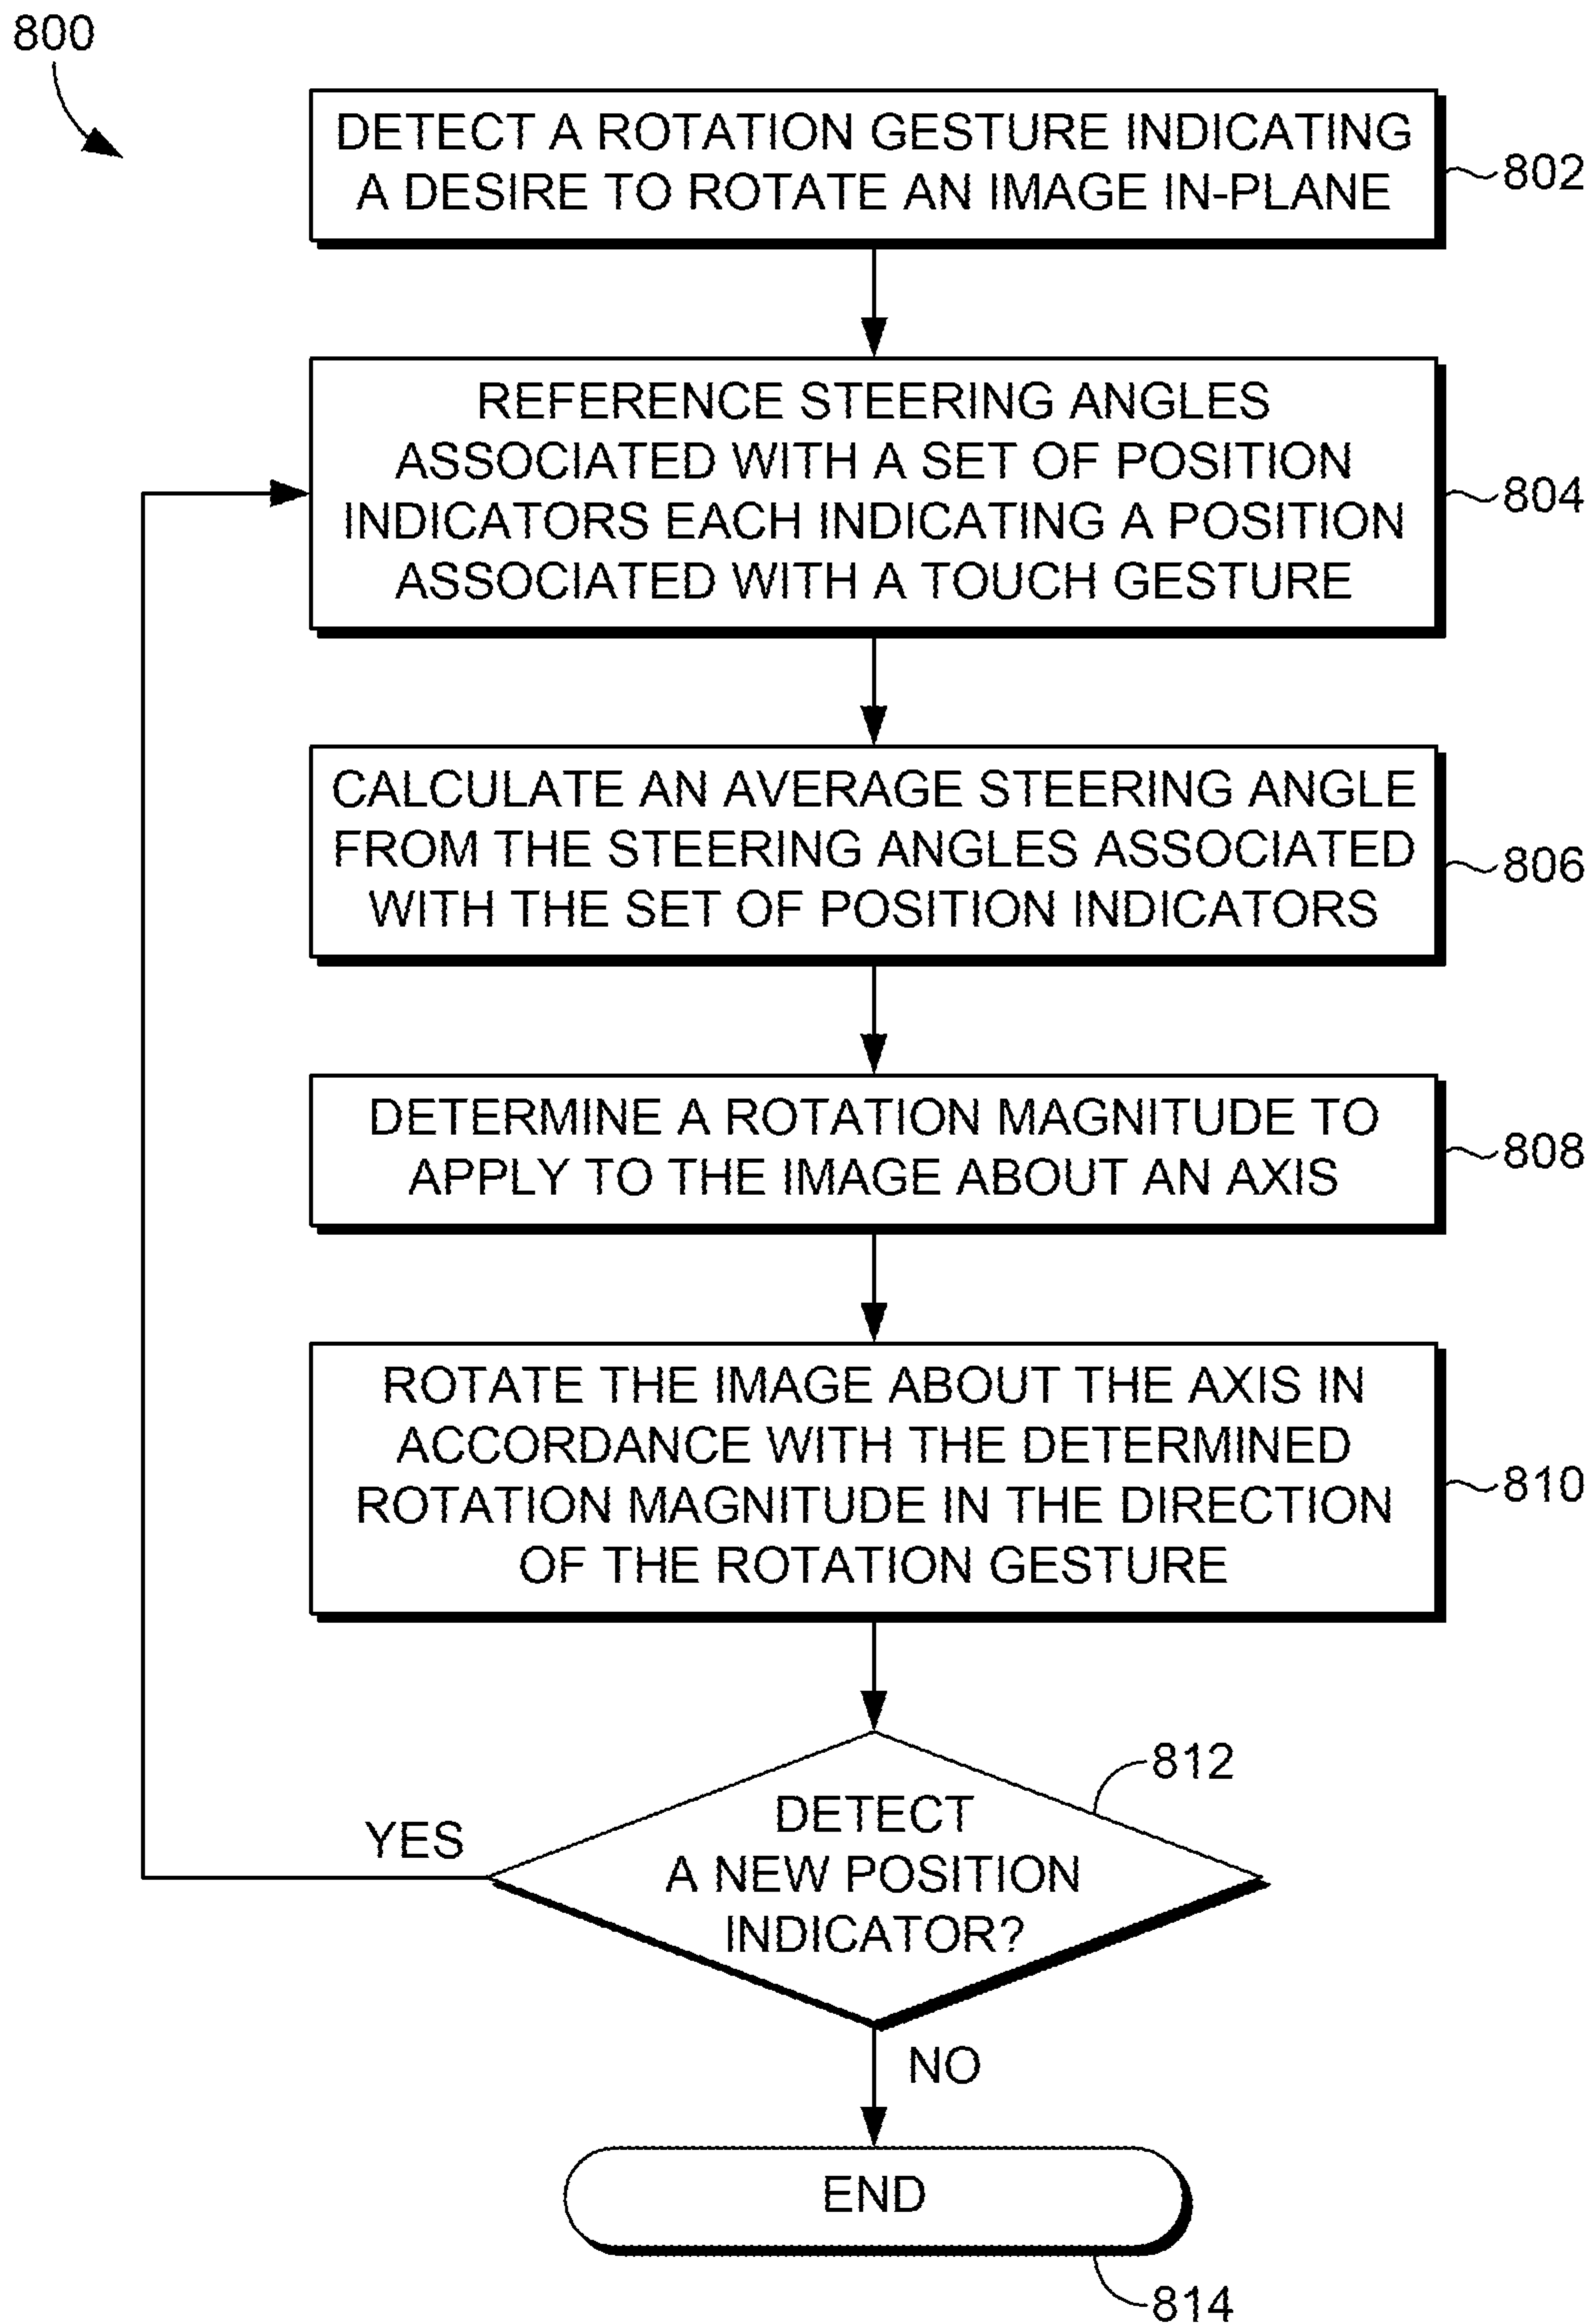 800
DETECT A ROTATION GESTURE INDICATING
A DESIRE TO ROTATE AN IMAGE IN-PLANE
802
REFERENCE STEERING ANGLES
ASSOCIATED WITH A SET OF POSITION
INDICATORS EACH INDICATING A POSITION
ASSOCIATED WITH A TOUCH GESTURE
804
CALCULATE AN AVERAGE STEERING ANGLE
FROM THE STEERING ANGLES ASSOCIATED
WITH THE SET OF POSITION INDICATORS
806
DETERMINE A ROTATION MAGNITUDE TO
APPLY TO THE IMAGE ABOUT AN AXIS
808
ROTATE THE IMAGE ABOUT THE AXIS IN
ACCORDANCE WITH THE DETERMINED
ROTATION MAGNITUDE IN THE DIRECTION
OF THE ROTATION GESTURE
810
812
YES
DETECT
A NEW POSITION
INDICATOR?
NO
END
814